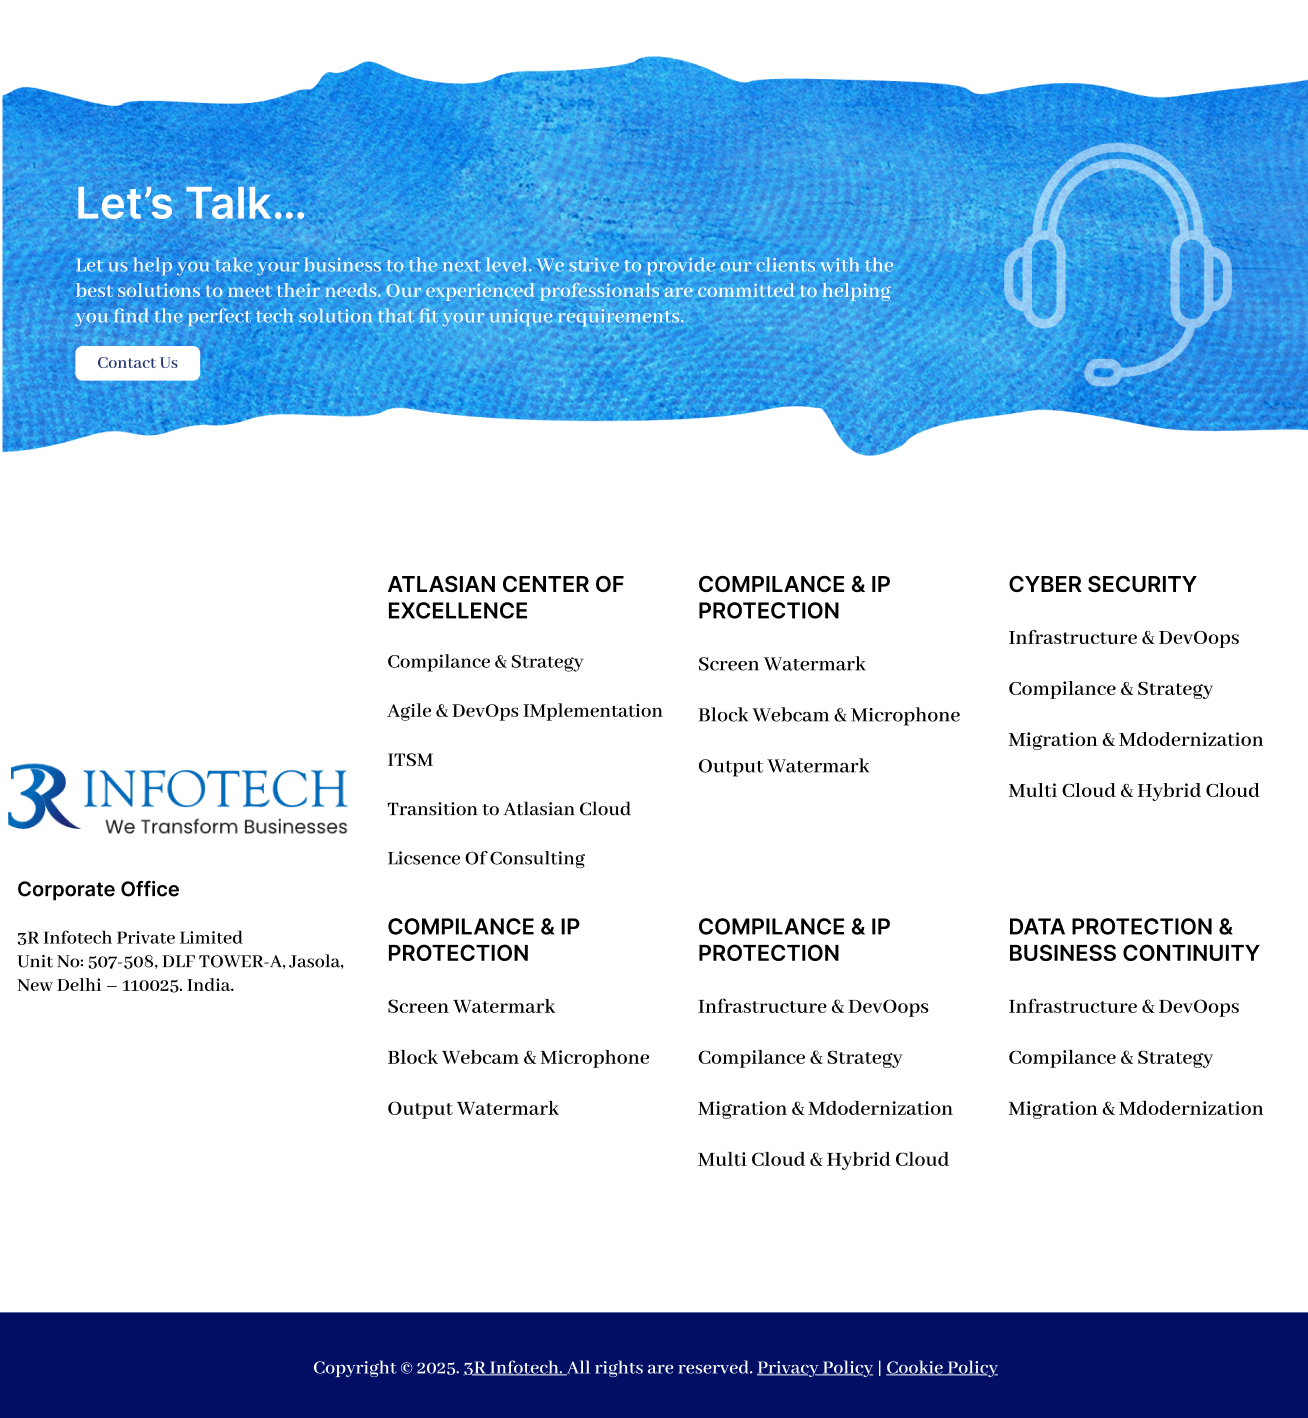 Let’s Talk...
Let us help you take your business to the next level. We strive to provide our clients with the
best solutions to meet their needs. Our experienced professionals are committed to helping
you find the perfect tech solution that fit your unique requirements.
Contact Us
3R INFOTECH
We Transform Businesses
Corporate Office
3R Infotech Private Limited
Unit No: 507-508, DLF TOWER-A, Jasola,
New Delhi – 110025. India.
ATLASIAN CENTER OF
EXCELLENCE
Compilance & Strategy
Agile & DevOps IMplementation
ITSM
Transition to Atlasian Cloud
Licsence Of Consulting
COMPILANCE & IP
PROTECTION
Screen Watermark
Block Webcam & Microphone
Output Watermark
CYBER SECURITY
Infrastructure & DevOops
Compilance & Strategy
Migration & Mdodernization
Multi Cloud & Hybrid Cloud
COMPILANCE & IP
PROTECTION
Screen Watermark
Block Webcam & Microphone
Output Watermark
COMPILANCE & IP
PROTECTION
Infrastructure & DevOops
Compilance & Strategy
Migration & Mdodernization
Multi Cloud & Hybrid Cloud
DATA PROTECTION &
BUSINESS CONTINUITY
Infrastructure & DevOops
Compilance & Strategy
Migration & Mdodernization
Copyright © 2025. 3R Infotech. All rights are reserved. Privacy Policy | Cookie Policy